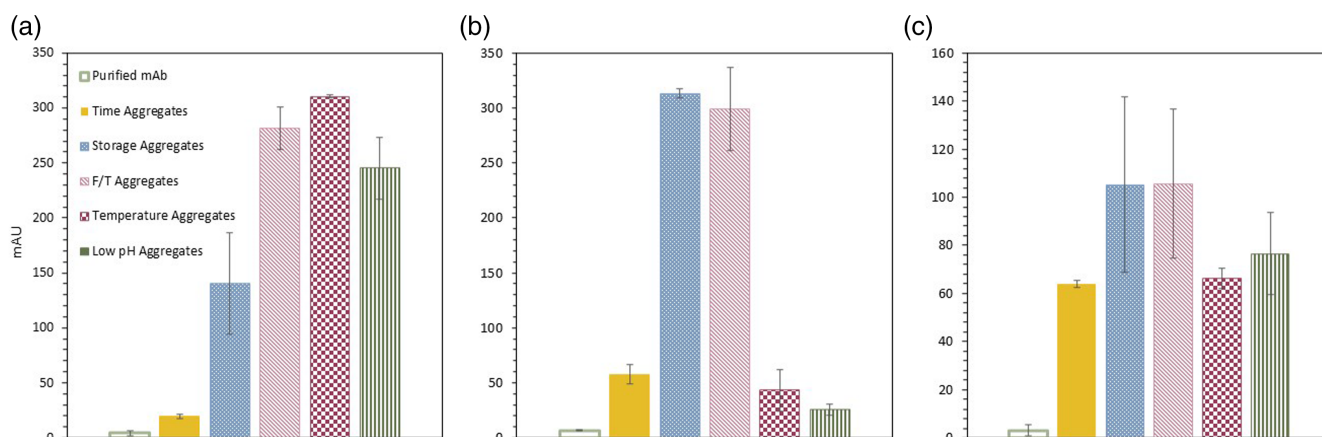 (a)
(b)
(c)
350
300
250
200
150
100
50
0
mAU
Purified mAb
Time Aggregates
Storage Aggregates
F/T Aggregates
Temperature Aggregates
Low pH Aggregates
350
300
250
200
150
100
50
0
160
140
120
100
80
60
40
20
0